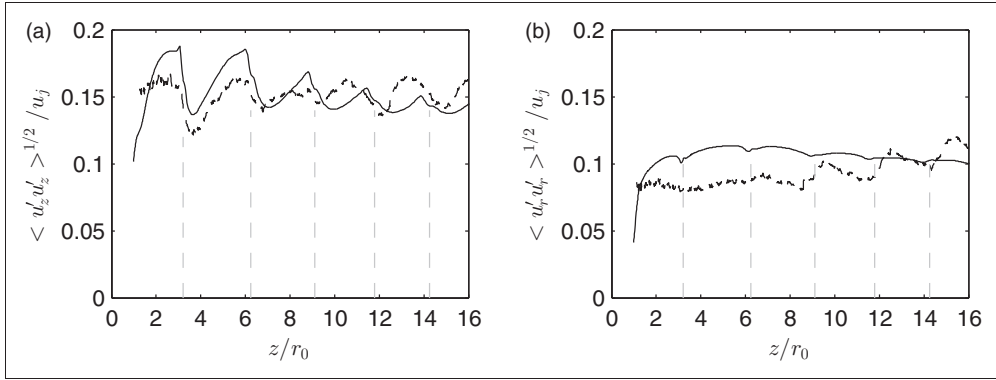 (a)
< u′_z u′_z >^{1/2} / u_j
0.2
0.15
0.1
0.05
0
0 2 4 6 8 10 12 14 16
z/r_0
(b)
< u′_r u′_r >^{1/2} / u_j
0.2
0.15
0.1
0.05
0
0 2 4 6 8 10 12 14 16
z/r_0